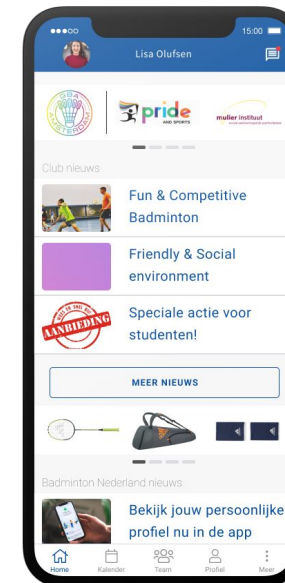 15:00
Lisa Olufsen
GBA
AMSTERDAM
pride
AND SPORTS
mulier instituut
Club nieuws
Fun & Competitive
Badminton
Friendly & Social
environment
AANBIEDING
Speciale actie voor
studenten!
MEER NIEUWS
Badminton Nederland nieuws
Bekijk jouw persoonlijke
profiel nu in de app
Home
Kalender
Team
Profiel
Meer